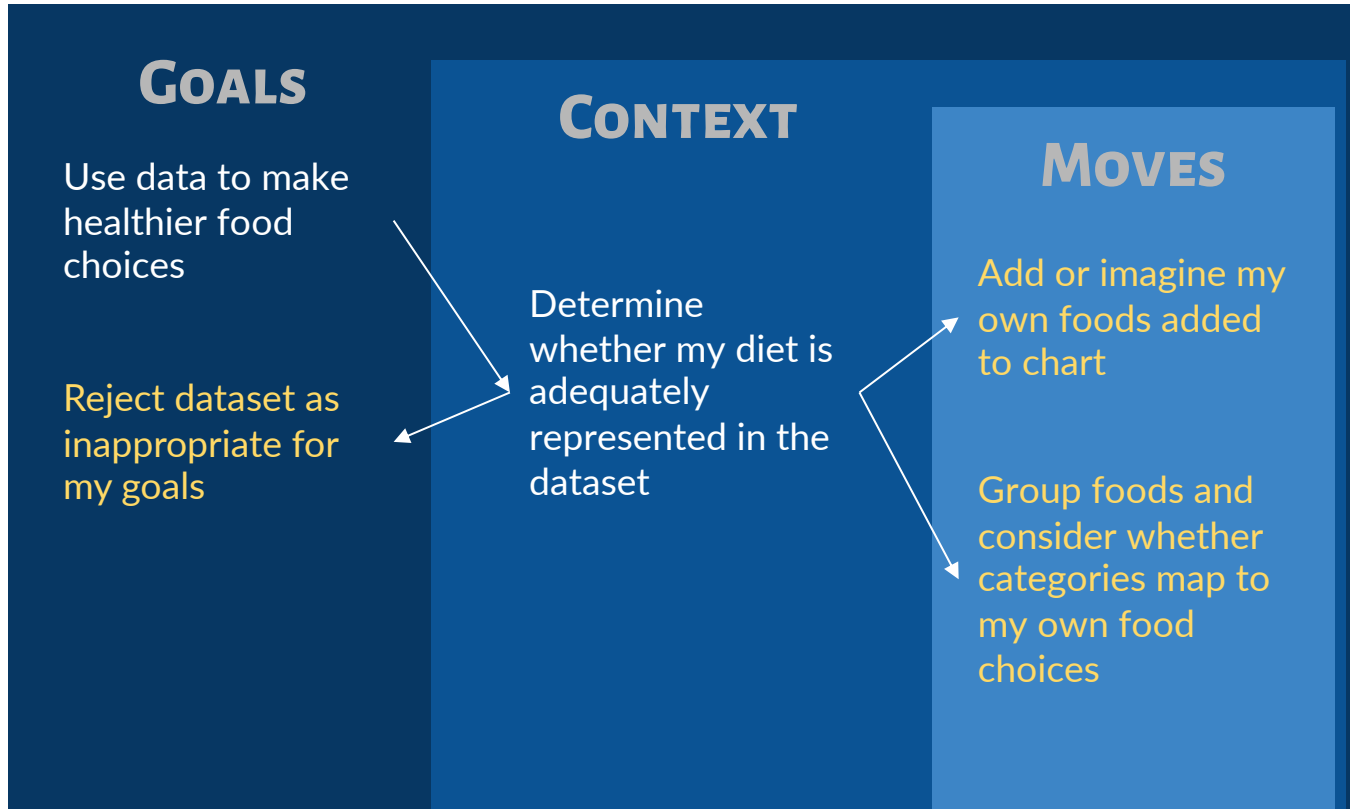 GOALS
Use data to make
healthier food
choices
Reject dataset as
inappropriate for
my goals
CONTEXT
Determine
whether my diet is
adequately
represented in the
dataset
MOVES
Add or imagine my
own foods added
to chart
Group foods and
consider whether
categories map to
my own food
choices